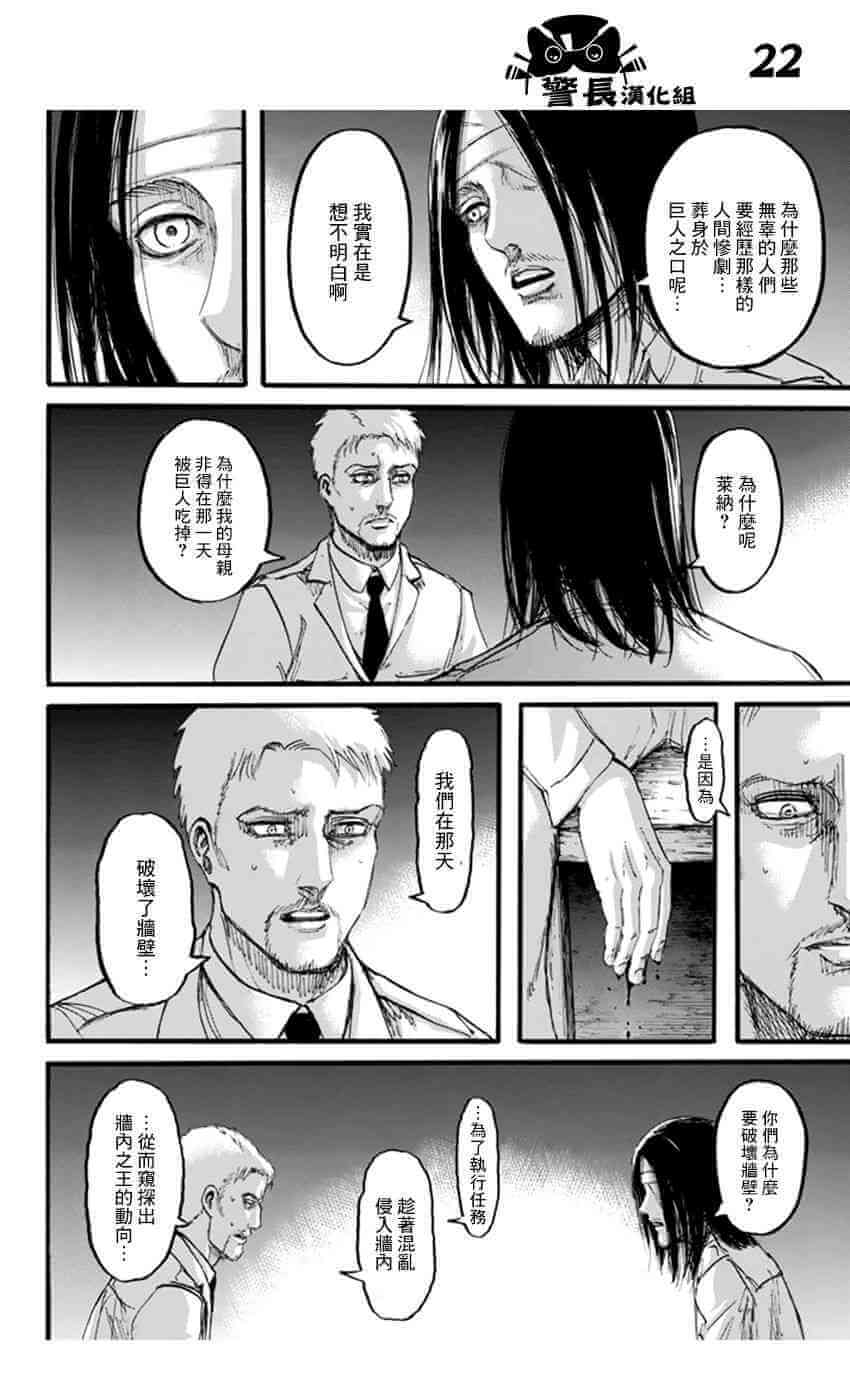 警長漢化組
22
為什麼那些
無辜的人們
要經歷那樣的
人間慘劇…
葬身於
巨人之口呢…
我實在是
想不明白啊
為什麼呢
萊納?
為什麼我的母親
非得在那一天
被巨人吃掉?
…是因為
我們在那天
破壞了牆壁…
你們為什麼
要破壞牆壁?
…為了執行任務
趁著混亂
侵入牆內
…從而窺探出
牆內之王的動向…